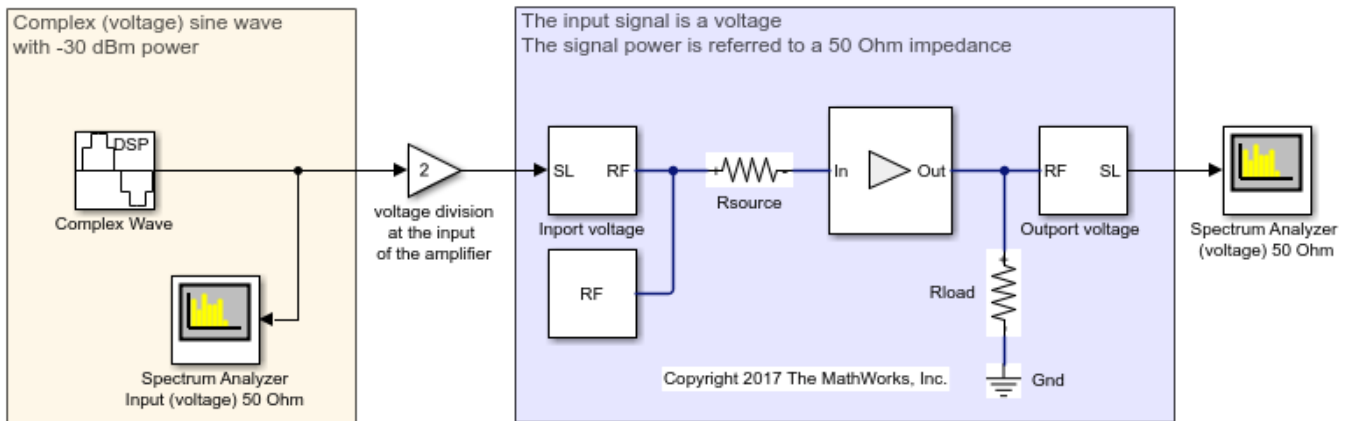 Complex (voltage) sine wave
with -30 dBm power
DSP
Complex Wave
Spectrum Analyzer
Input (voltage) 50 Ohm
2
voltage division
at the input
of the amplifier
The input signal is a voltage
The signal power is referred to a 50 Ohm impedance
SL RF
Inport voltage
RF
+ -
Rsource
In Out
RF SL
Outport voltage
+
Rload
-
Gnd
Copyright 2017 The MathWorks, Inc.
Spectrum Analyzer
(voltage) 50 Ohm